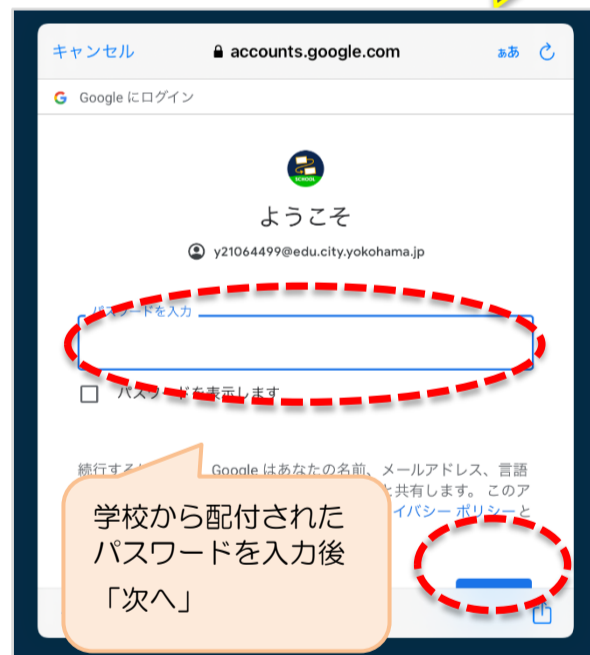 キャンセル accounts.google.com ぁあ
G Google にログイン
SCHOOL
ようこそ
y21064499@edu.city.yokohama.jp
パスワードを入力
パスワードを表示します
続行する Google はあなたの名前、メールアドレス、言語
と共有します。 このア
イバシー ポリシーと
学校から配付された
パスワードを入力後
「次へ」